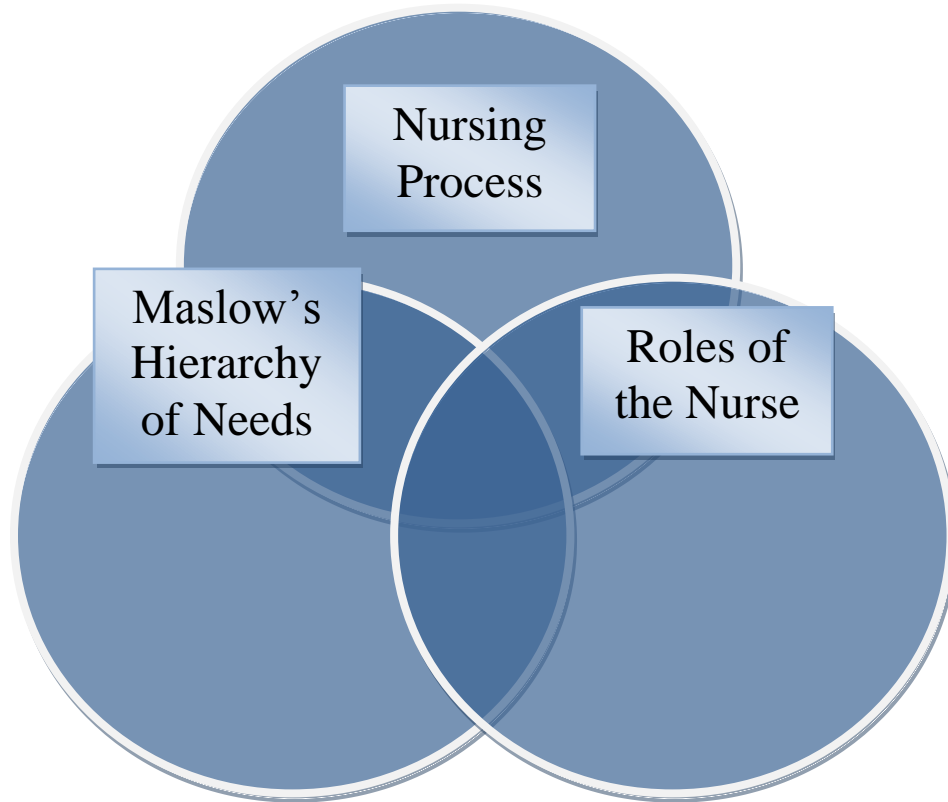 Nursing
Process
Maslow’s
Hierarchy
of Needs
Roles of
the Nurse